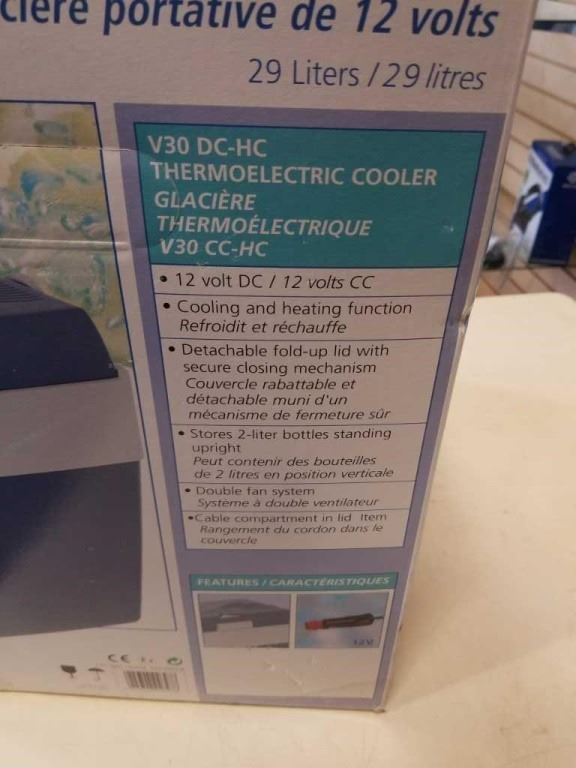 cière portative de 12 volts
29 Liters / 29 litres
V30 DC-HC
THERMOELECTRIC COOLER
GLACIÈRE
THERMOÉLECTRIQUE
V30 CC-HC
• 12 volt DC / 12 volts CC
• Cooling and heating function
Refroidit et réchauffe
• Detachable fold-up lid with
secure closing mechanism
Couvercle rabattable et
détachable muni d'un
mécanisme de fermeture sûr
• Stores 2-liter bottles standing
upright
Peut contenir des bouteilles
de 2 litres en position verticale
• Double fan system
Système à double ventilateur
•Cable compartment in lid Item
Rangement du cordon dans le
couvercle
FEATURES / CARACTÉRISTIQUES
12V
CE